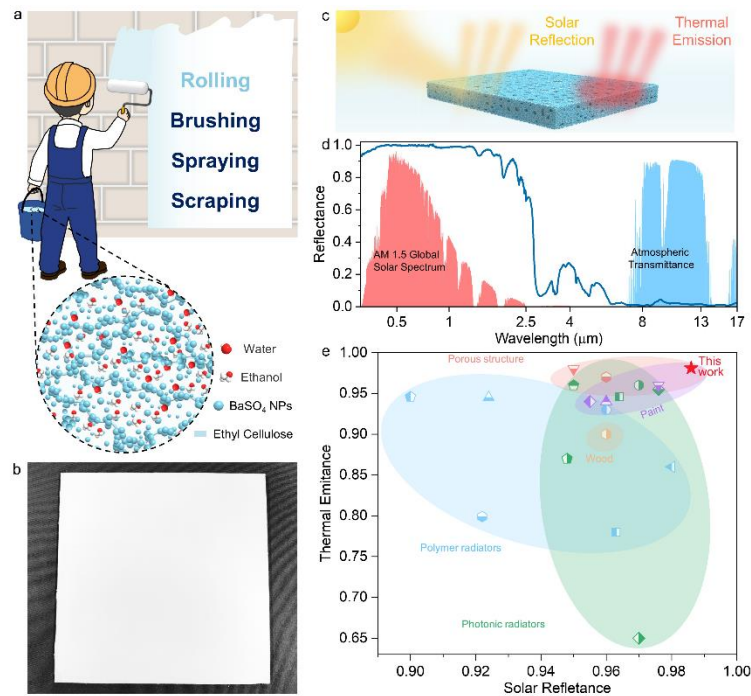 a
Rolling
Brushing
Spraying
Scraping
Water
Ethanol
BaSO₄ NPs
Ethyl Cellulose
b
c
Solar
Reflection
Thermal
Emission
d
1.0
0.8
0.6
0.4
0.2
0.0
Reflectance
AM 1.5 Global
Solar Spectrum
Atmospheric
Transmittance
0.5
1
2.5
4
8
13
17
Wavelength (μm)
e
1.00
0.95
0.90
0.85
0.80
0.75
0.70
0.65
Thermal Emitance
Porous structure
This
work
Paint
Wood
Polymer radiators
Photonic radiators
0.90
0.92
0.94
0.96
0.98
1.00
Solar Refletance